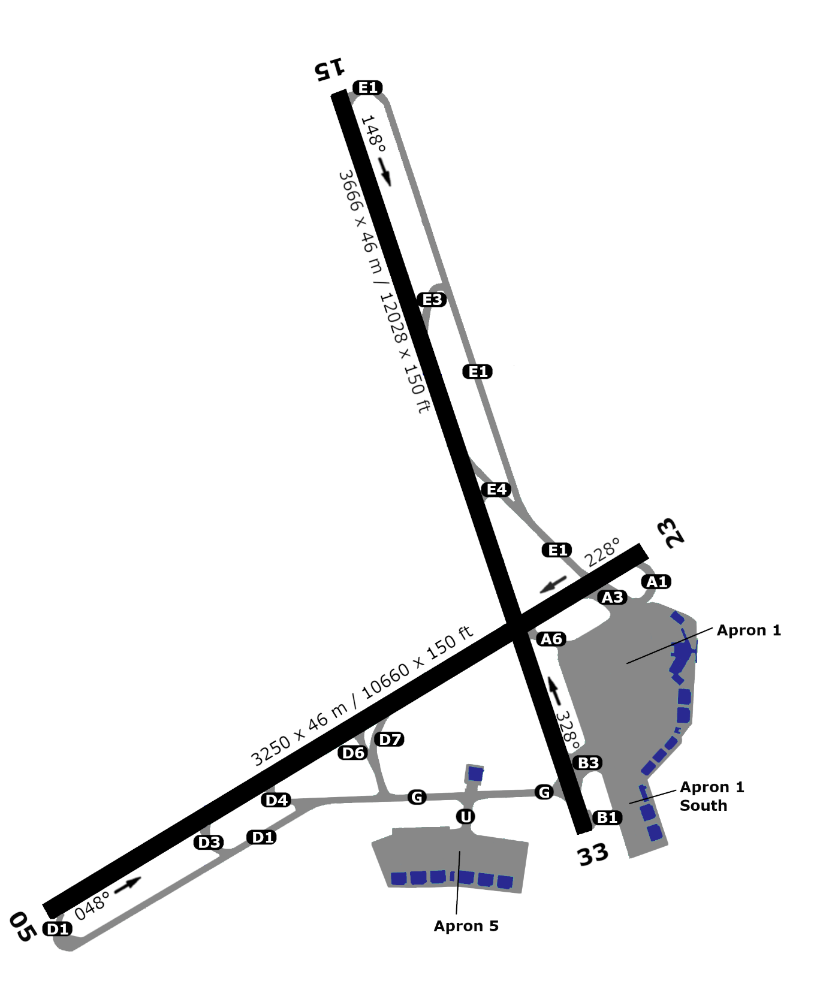 15
E1
148°
3666 x 46 m / 12028 x 150 ft
E3
E1
E4
23
E1
228°
A1
A3
Apron 1
A6
3250 x 46 m / 10660 x 150 ft
328°
D7
D6
B3
Apron 1
South
G
G
D4
U
B1
D1
D3
33
048°
05
D1
Apron 5